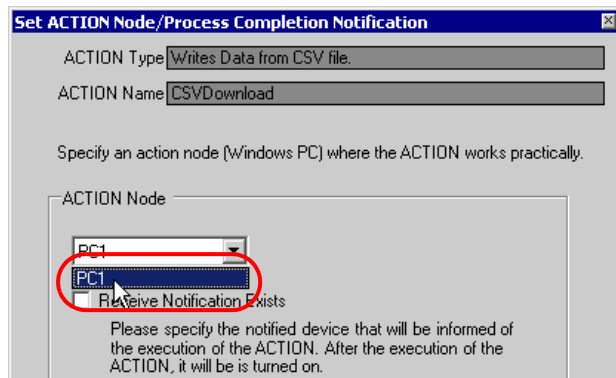 Set ACTION Node/Process Completion Notification
ACTION Type Writes Data from CSV file.
ACTION Name CSVDownload
Specify an action node (Windows PC) where the ACTION works practically.
ACTION Node
PC1
PC1
Receive Notification Exists
Please specify the notified device that will be informed of
the execution of the ACTION. After the execution of the
ACTION, it will be is turned on.